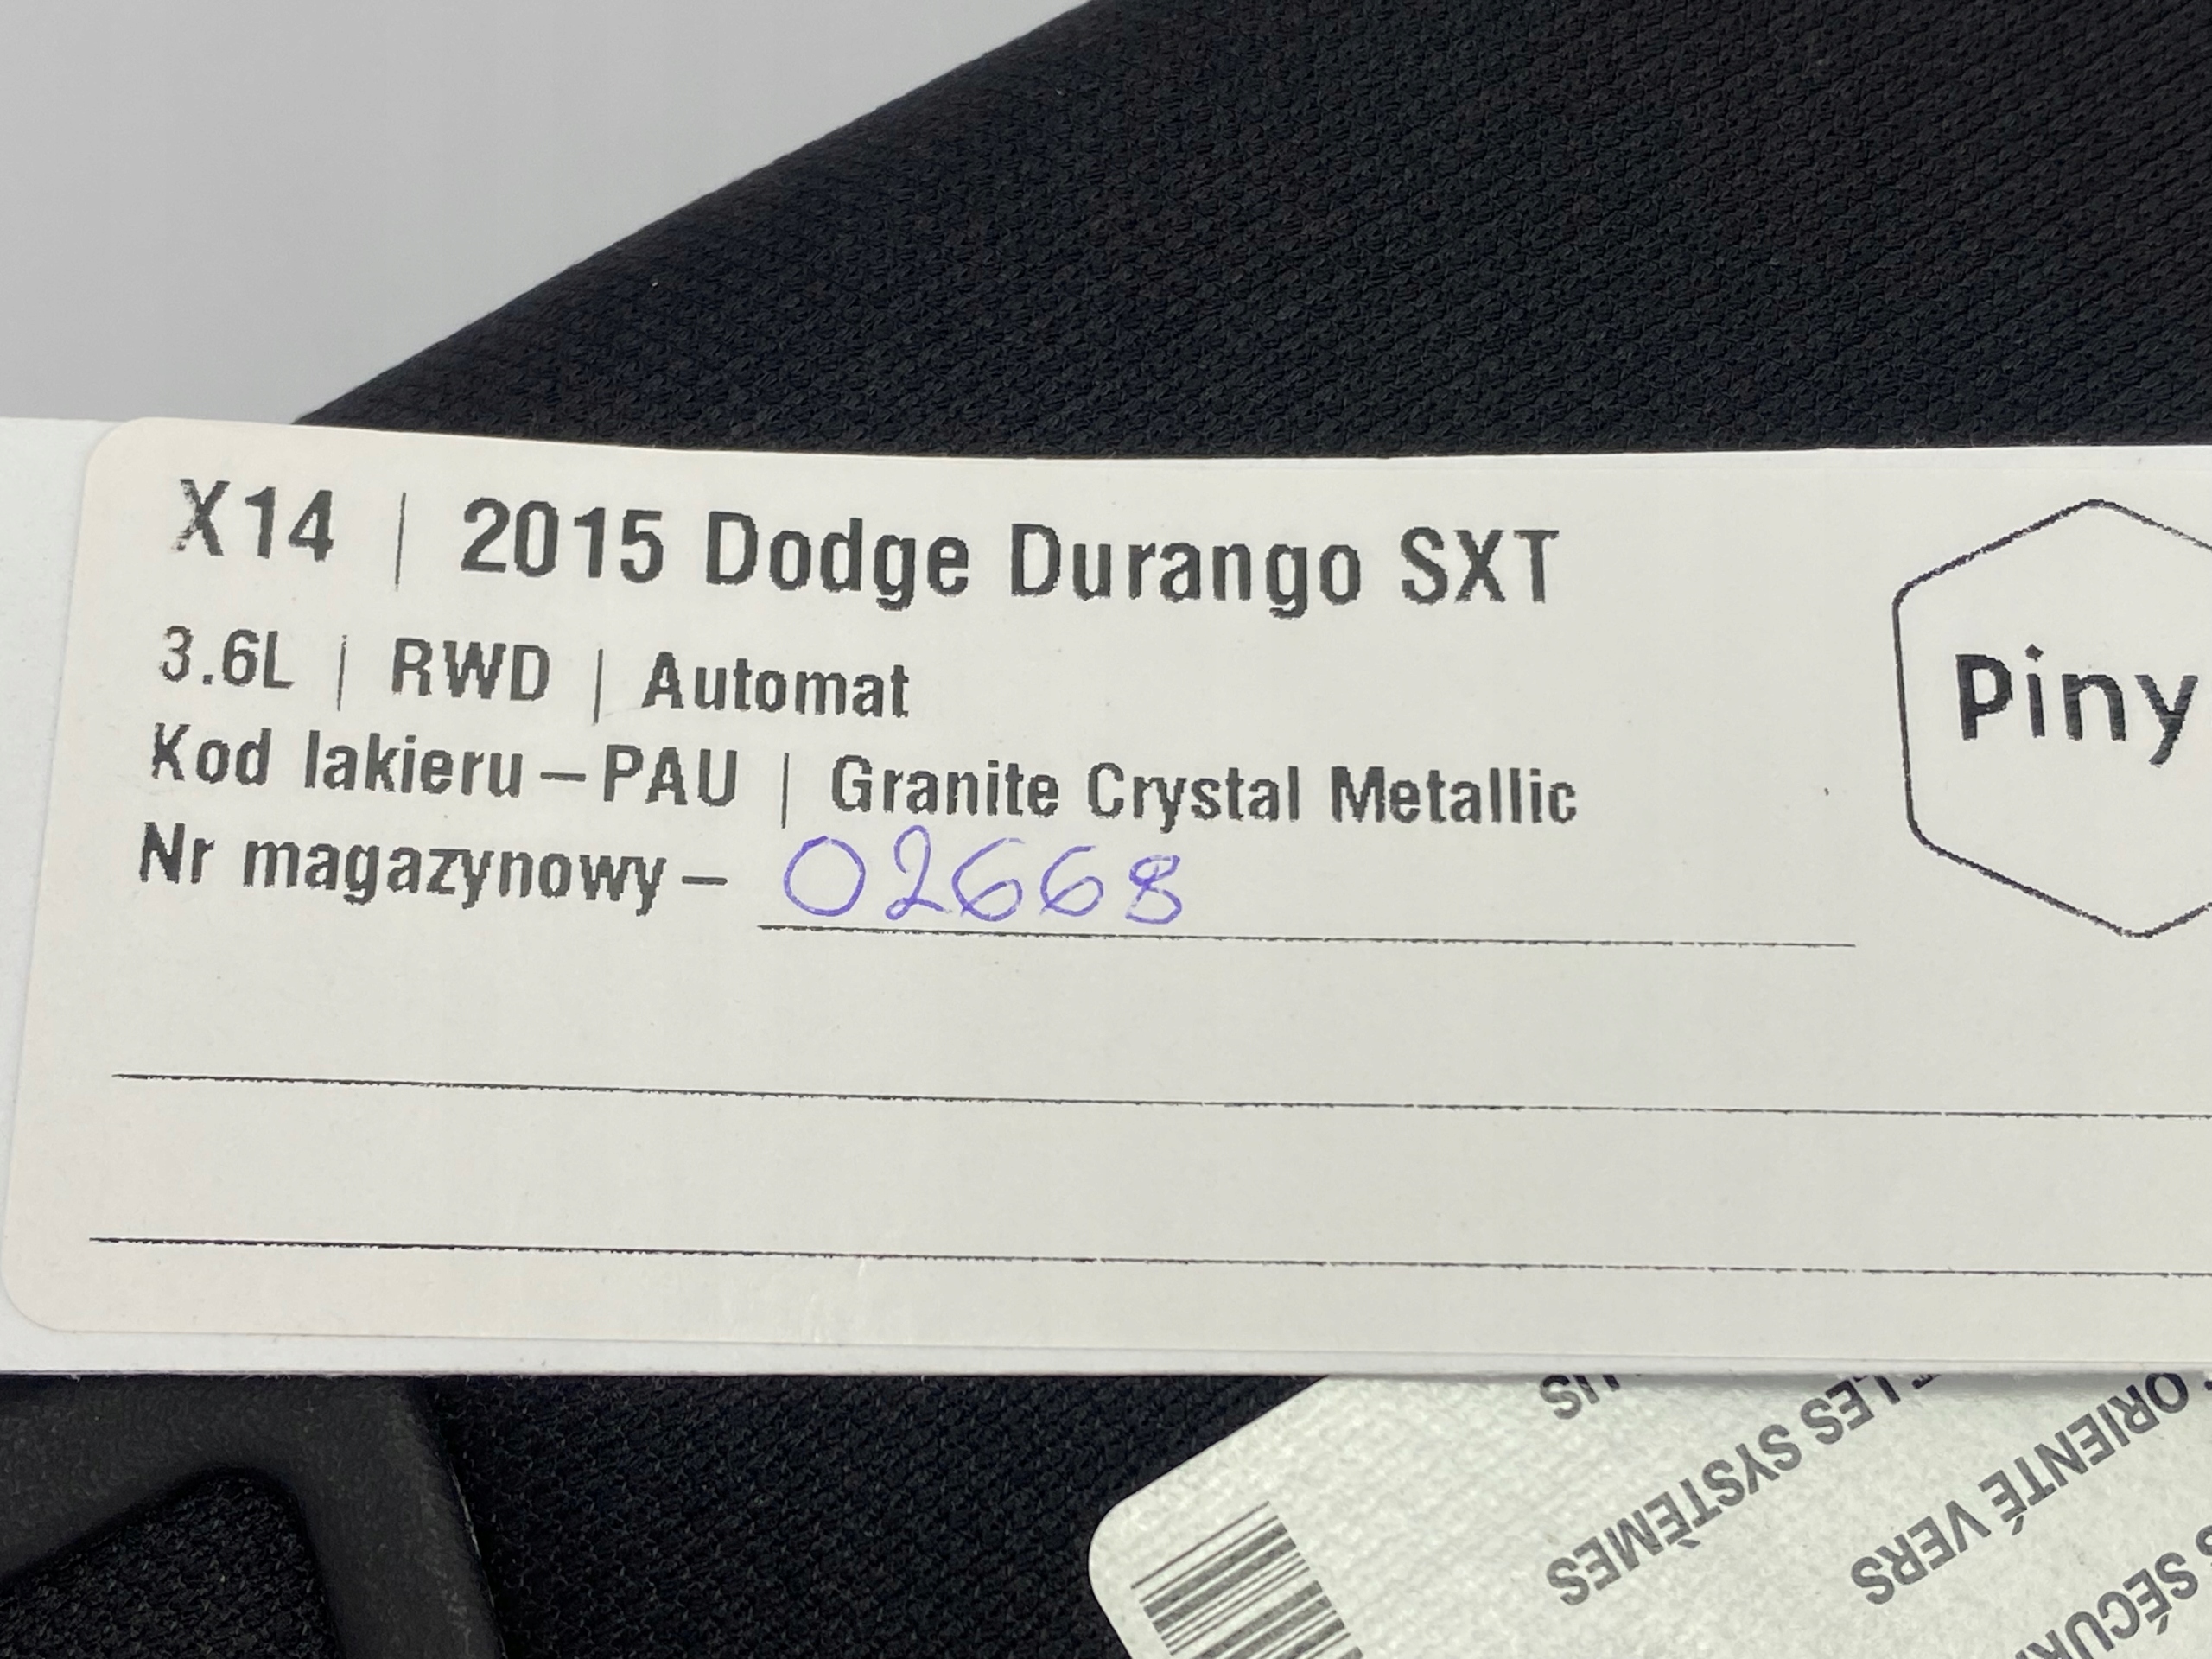 X14 | 2015 Dodge Durango SXT
3.6L | RWD | Automat
Kod lakieru – PAU | Granite Crystal Metallic
Nr magazynowy – 02668
Piny
LES SYSTÈMES
ORIENTÉ VERS